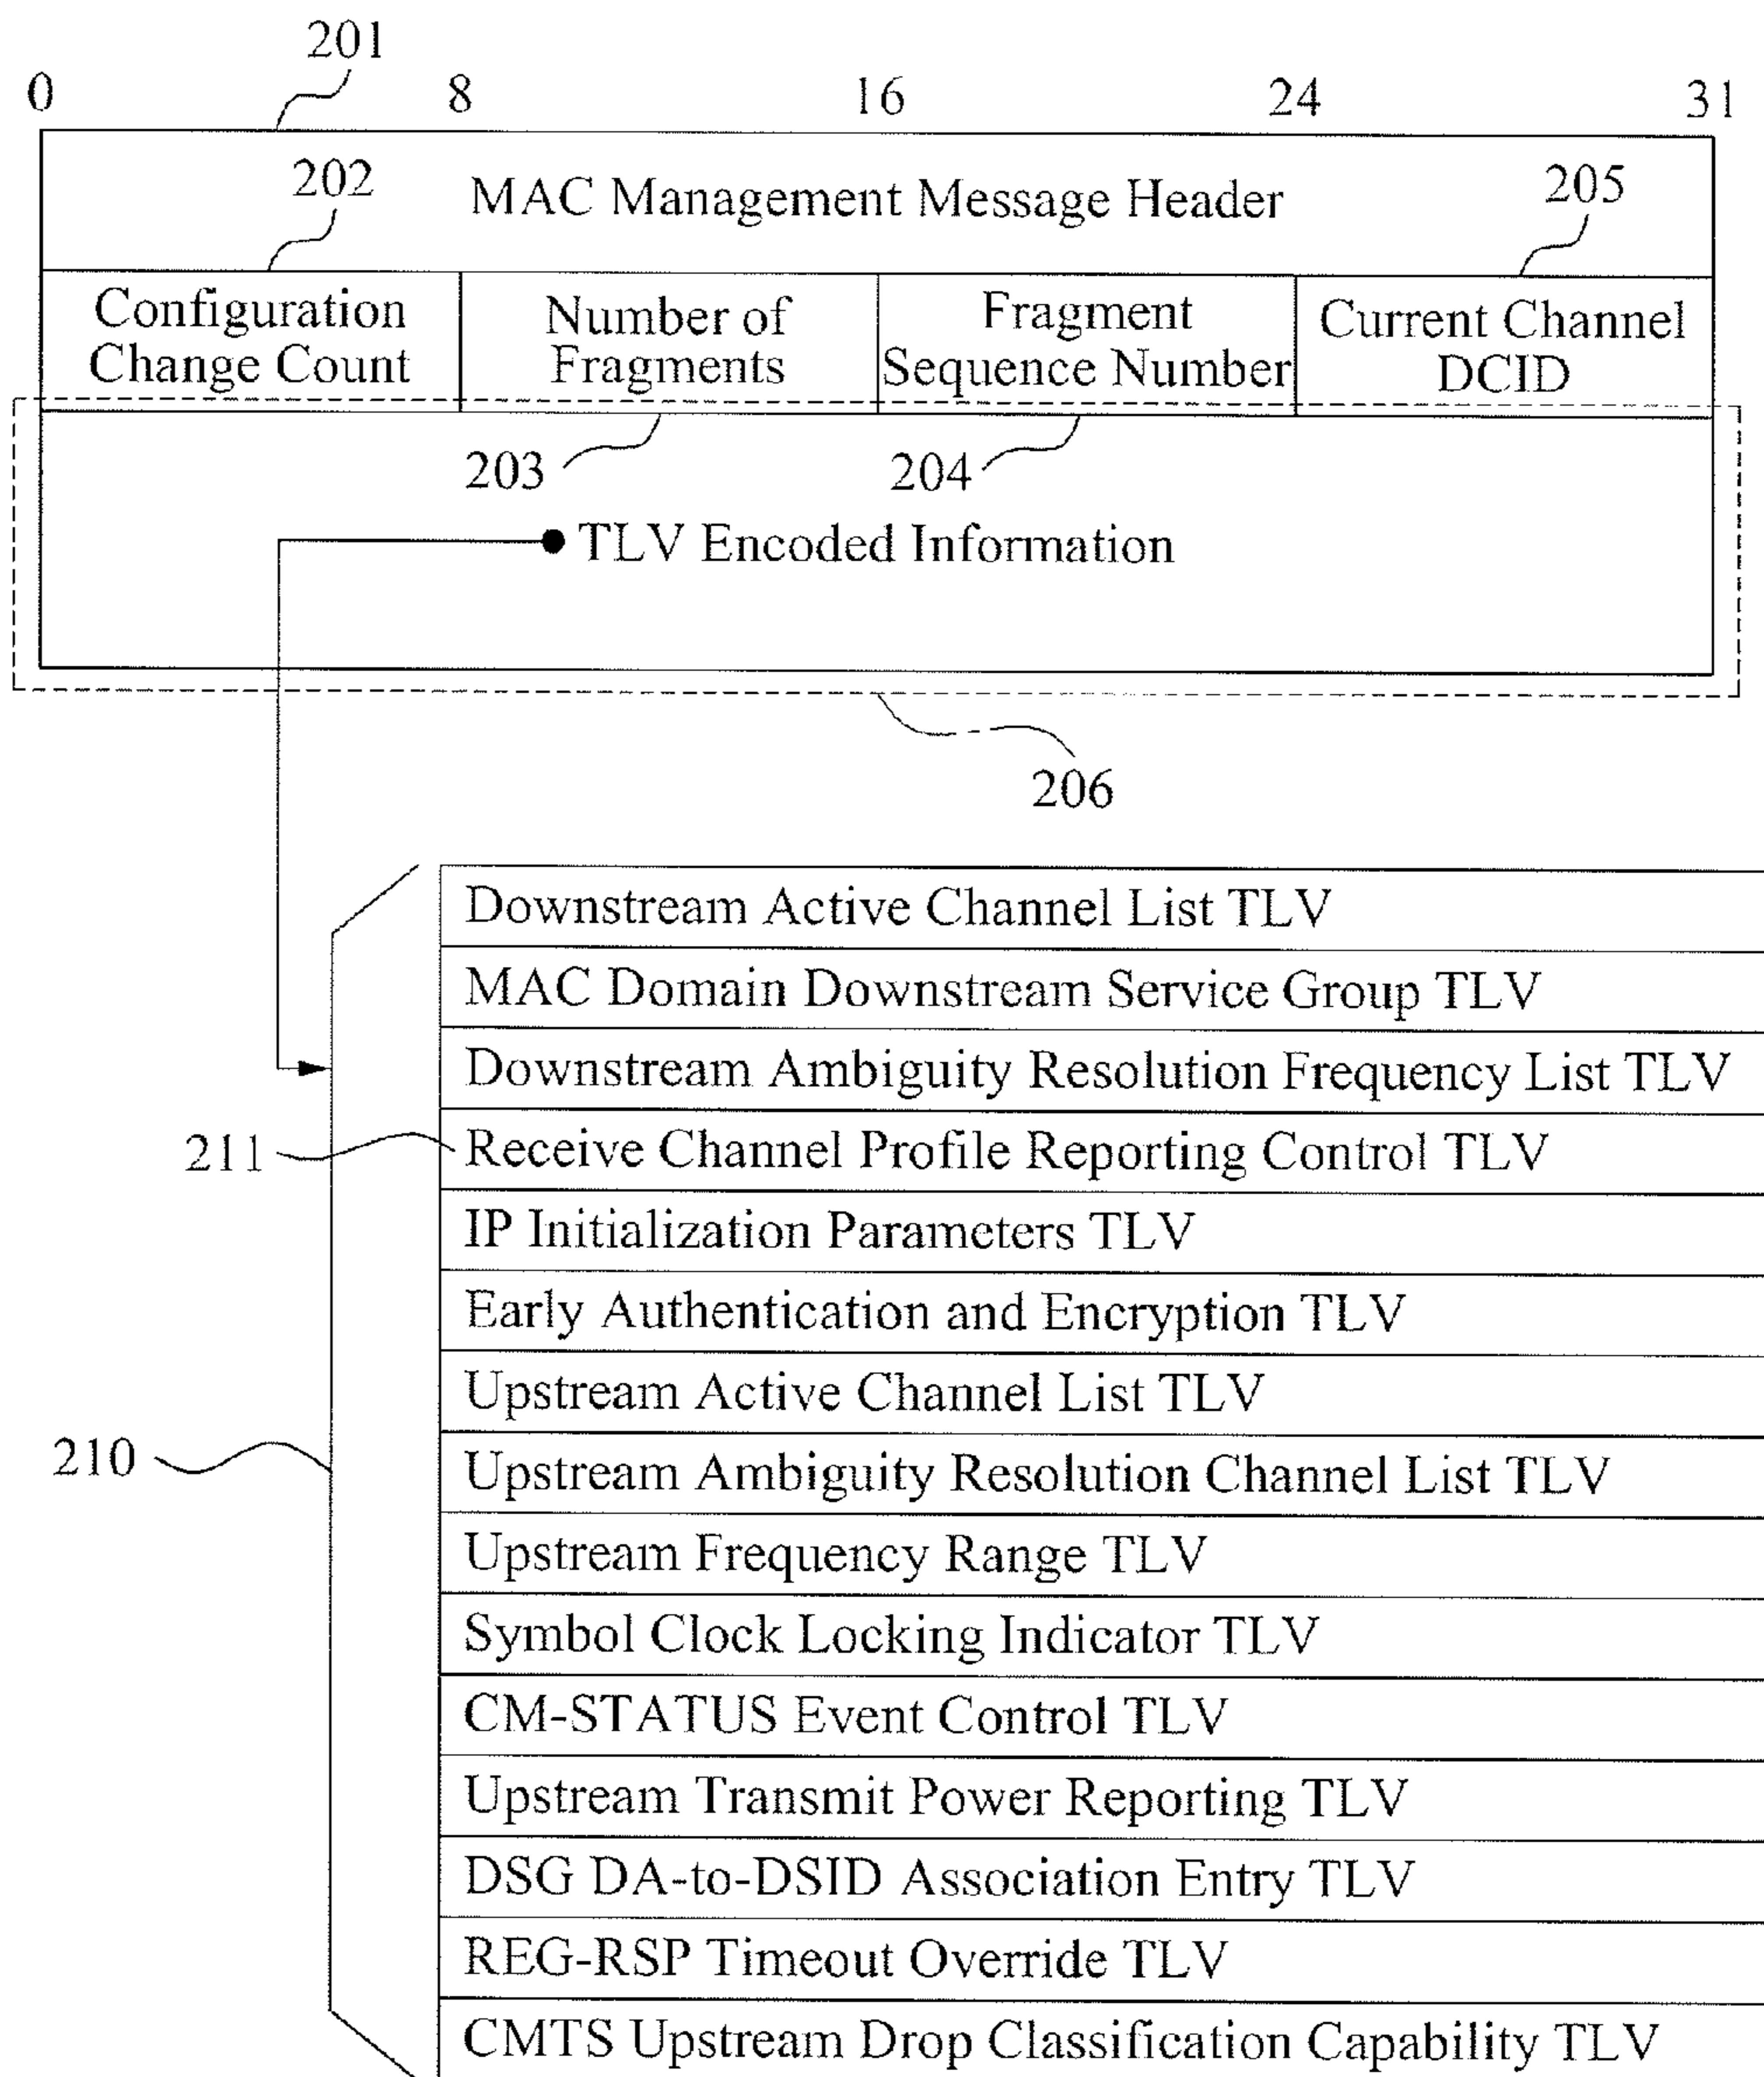 201
0 8 16 24 31
202
MAC Management Message Header
205
Configuration
Change Count
Number of
Fragments
Fragment
Sequence Number
Current Channel
DCID
203
204
TLV Encoded Information
206
Downstream Active Channel List TLV
MAC Domain Downstream Service Group TLV
Downstream Ambiguity Resolution Frequency List TLV
211
Receive Channel Profile Reporting Control TLV
IP Initialization Parameters TLV
Early Authentication and Encryption TLV
Upstream Active Channel List TLV
210
Upstream Ambiguity Resolution Channel List TLV
Upstream Frequency Range TLV
Symbol Clock Locking Indicator TLV
CM-STATUS Event Control TLV
Upstream Transmit Power Reporting TLV
DSG DA-to-DSID Association Entry TLV
REG-RSP Timeout Override TLV
CMTS Upstream Drop Classification Capability TLV